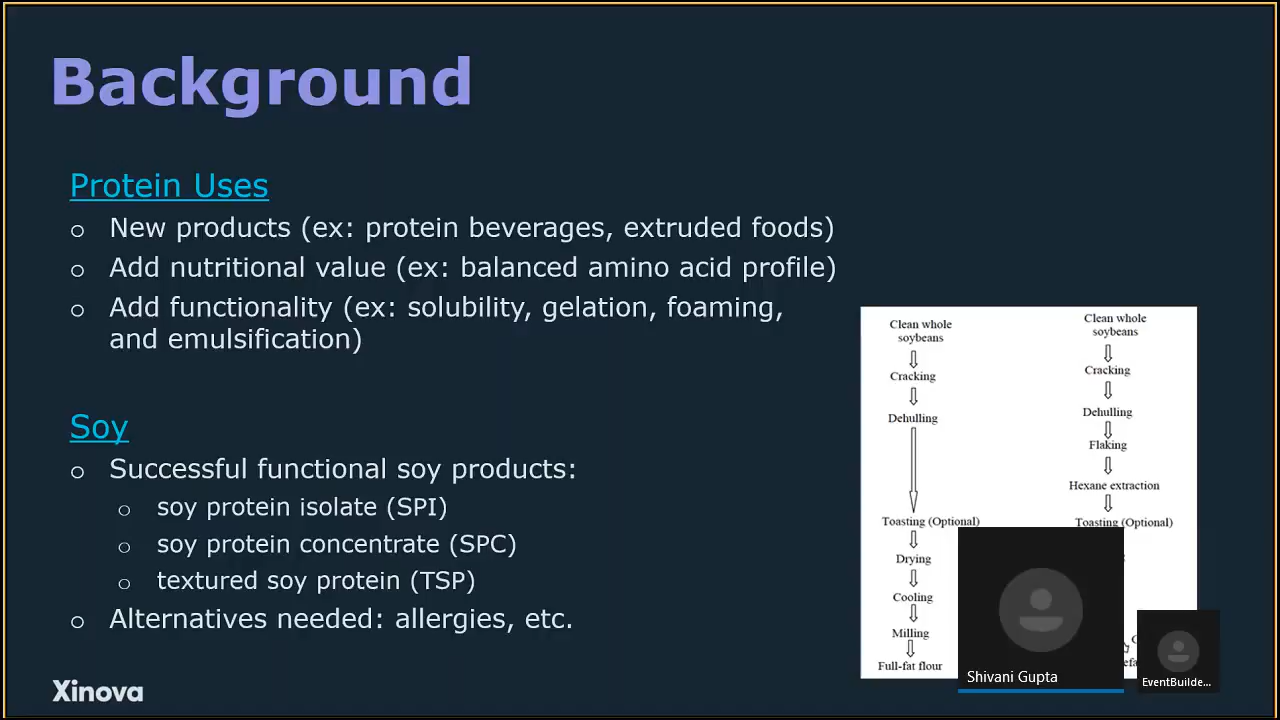 Background
Protein Uses
o New products (ex: protein beverages, extruded foods)
o Add nutritional value (ex: balanced amino acid profile)
o Add functionality (ex: solubility, gelation, foaming,
and emulsification)
Soy
o Successful functional soy products:
o soy protein isolate (SPI)
o soy protein concentrate (SPC)
o textured soy protein (TSP)
o Alternatives needed: allergies, etc.
Xinova
Clean whole
soybeans
Cracking
Dehulling
Toasting (Optional)
Drying
Cooling
Milling
Full-fat flour
Clean whole
soybeans
Cracking
Dehulling
Flaking
Hexane extraction
Toasting (Optional)
Shivani Gupta
EventBuilde...